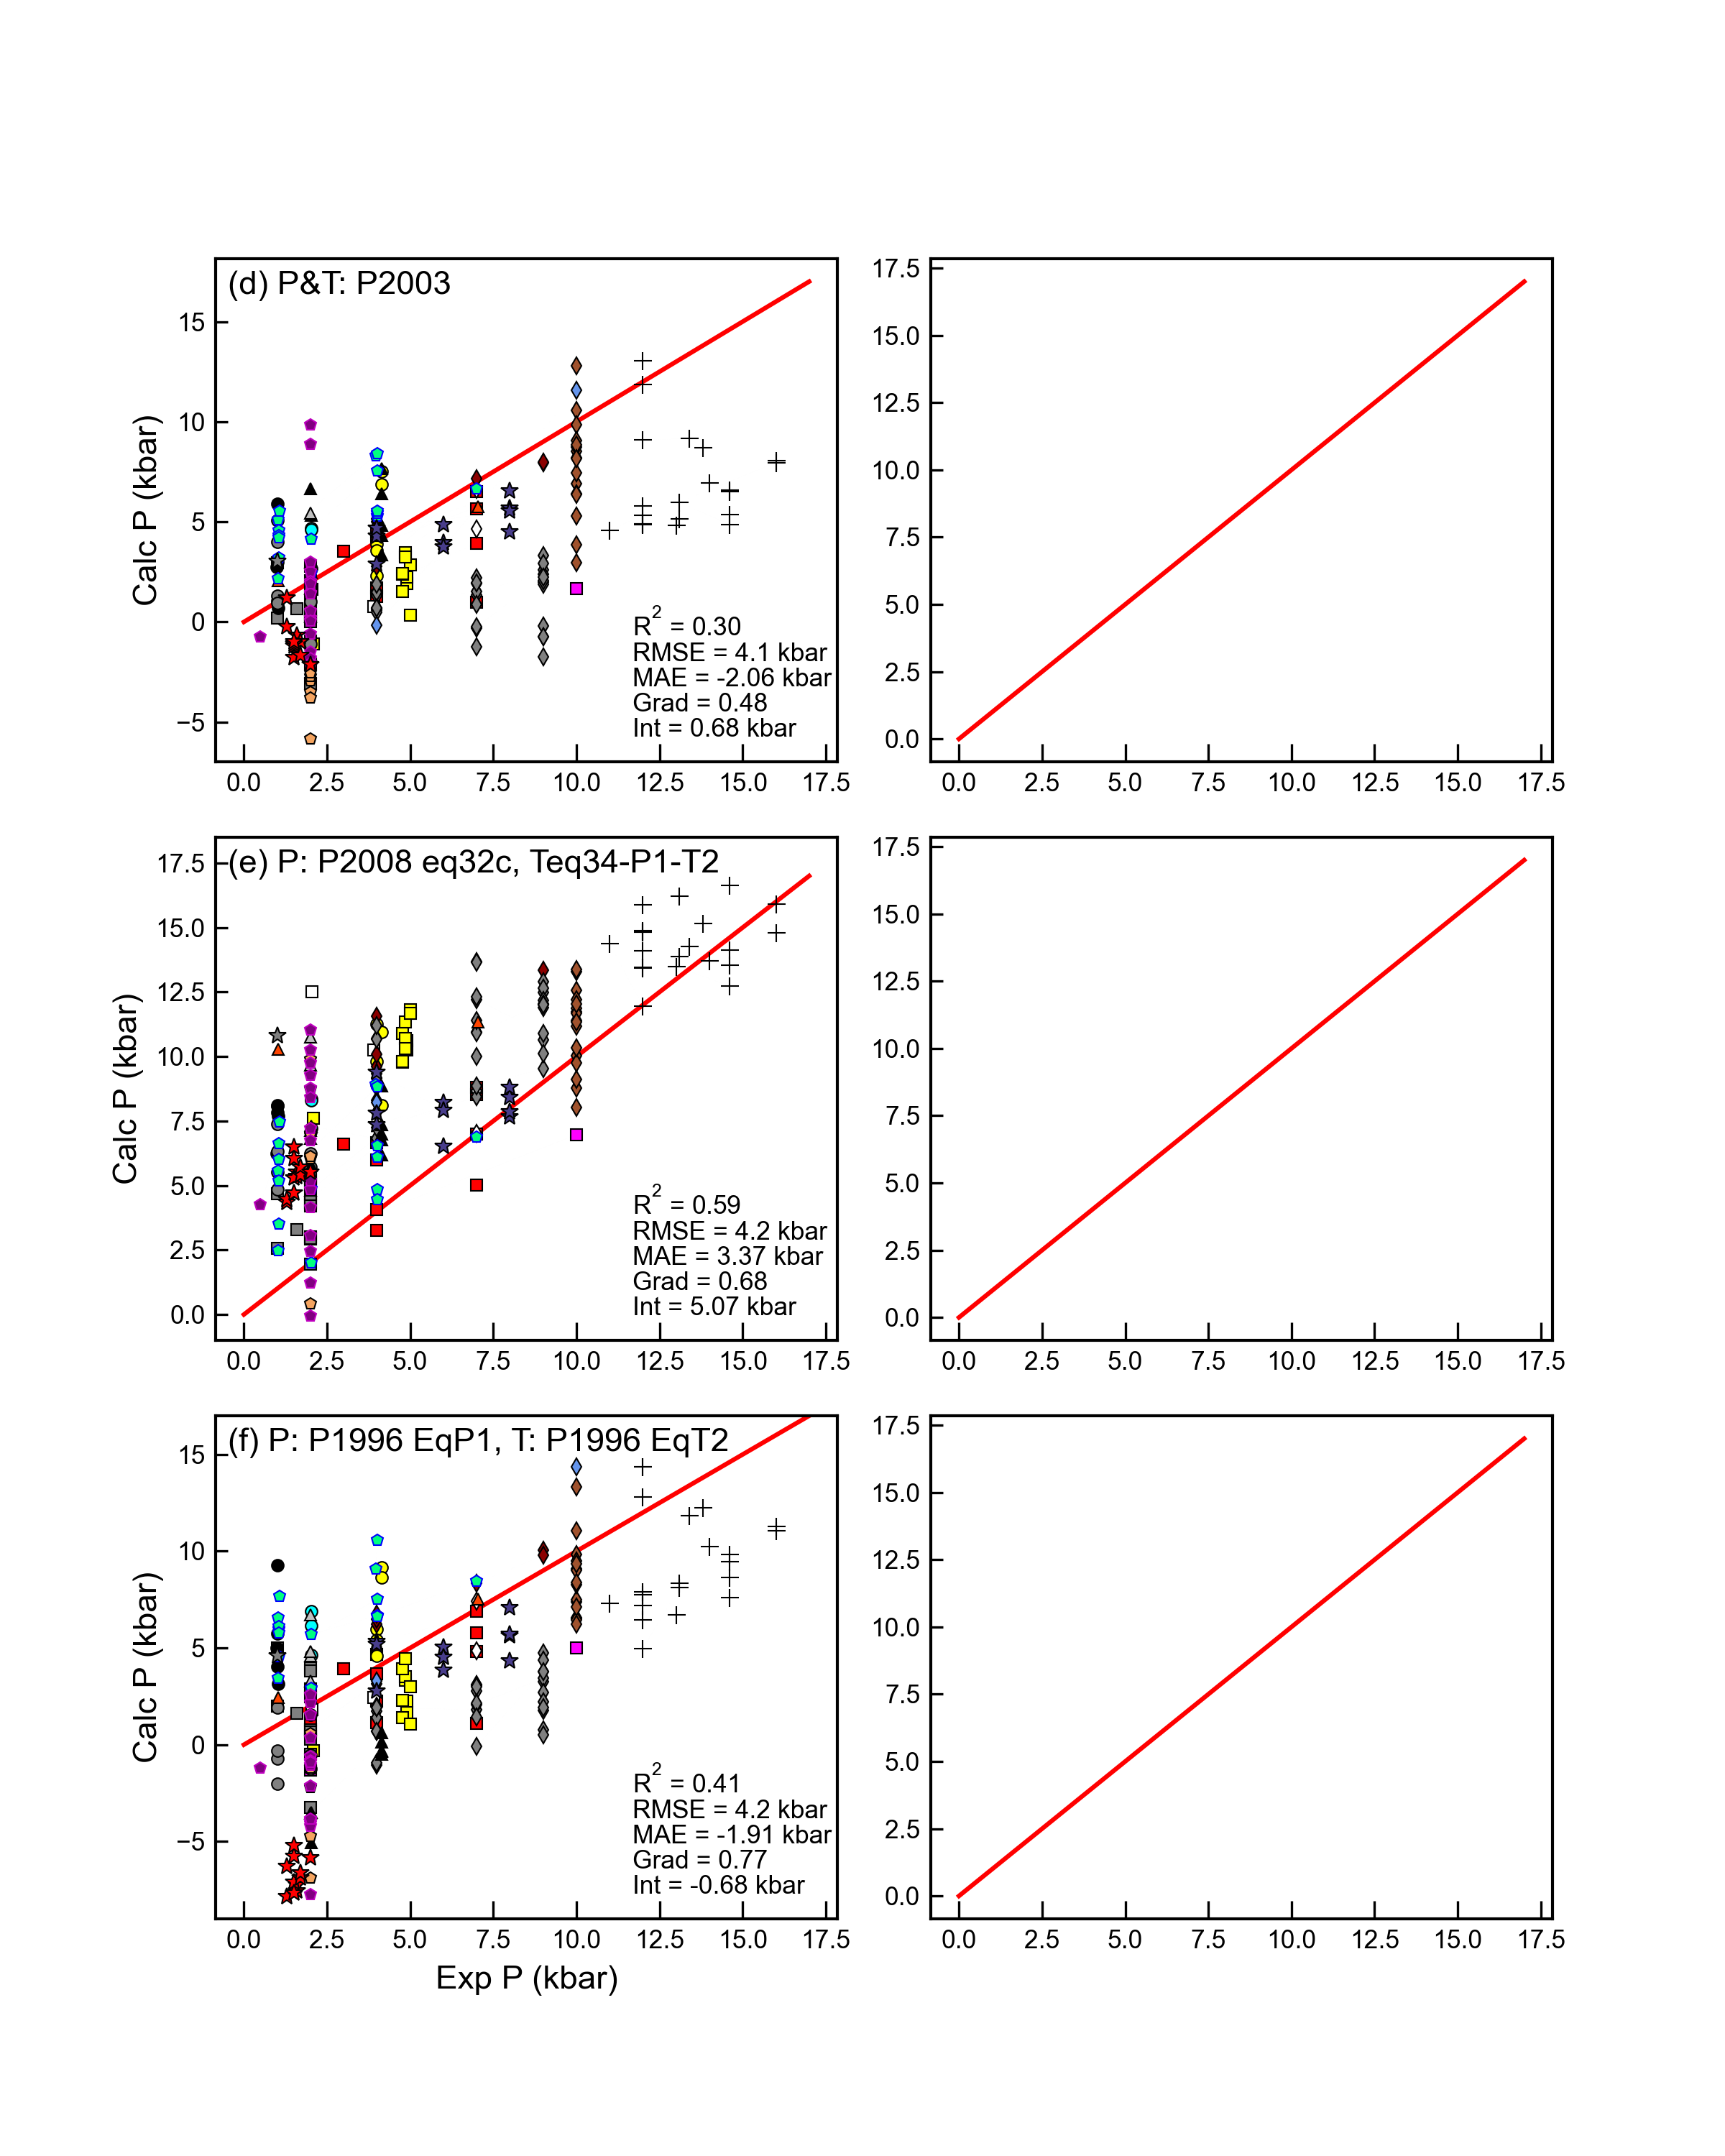 (d) P&T: P2003
Calc P (kbar)
15
10
5
0
−5
R² = 0.30
RMSE = 4.1 kbar
MAE = -2.06 kbar
Grad = 0.48
Int = 0.68 kbar
0.0 2.5 5.0 7.5 10.0 12.5 15.0 17.5
17.5
15.0
12.5
10.0
7.5
5.0
2.5
0.0
0.0 2.5 5.0 7.5 10.0 12.5 15.0 17.5
(e) P: P2008 eq32c, Teq34-P1-T2
Calc P (kbar)
17.5
15.0
12.5
10.0
7.5
5.0
2.5
0.0
R² = 0.59
RMSE = 4.2 kbar
MAE = 3.37 kbar
Grad = 0.68
Int = 5.07 kbar
0.0 2.5 5.0 7.5 10.0 12.5 15.0 17.5
17.5
15.0
12.5
10.0
7.5
5.0
2.5
0.0
0.0 2.5 5.0 7.5 10.0 12.5 15.0 17.5
(f) P: P1996 EqP1, T: P1996 EqT2
Calc P (kbar)
15
10
5
0
−5
R² = 0.41
RMSE = 4.2 kbar
MAE = -1.91 kbar
Grad = 0.77
Int = -0.68 kbar
0.0 2.5 5.0 7.5 10.0 12.5 15.0 17.5
Exp P (kbar)
17.5
15.0
12.5
10.0
7.5
5.0
2.5
0.0
0.0 2.5 5.0 7.5 10.0 12.5 15.0 17.5